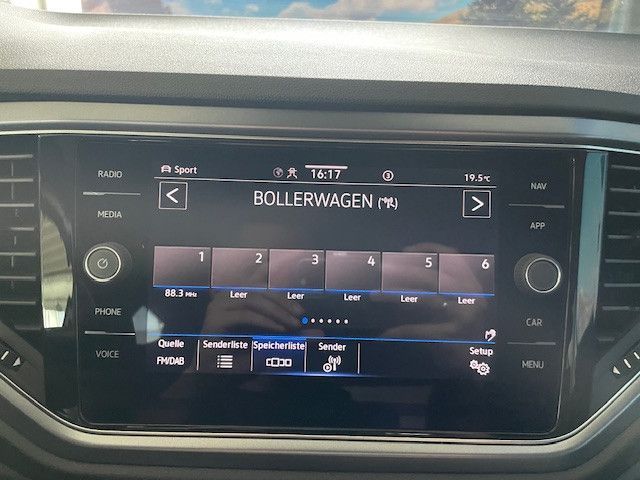 RADIO
MEDIA
PHONE
VOICE
Sport 16:17 3 19.5°C
< BOLLERWAGEN >
1 2 3 4 5 6
88.3 MHz Leer Leer Leer Leer Leer
Quelle Senderliste Speicherliste Sender Setup
FM/DAB
NAV
APP
CAR
MENU